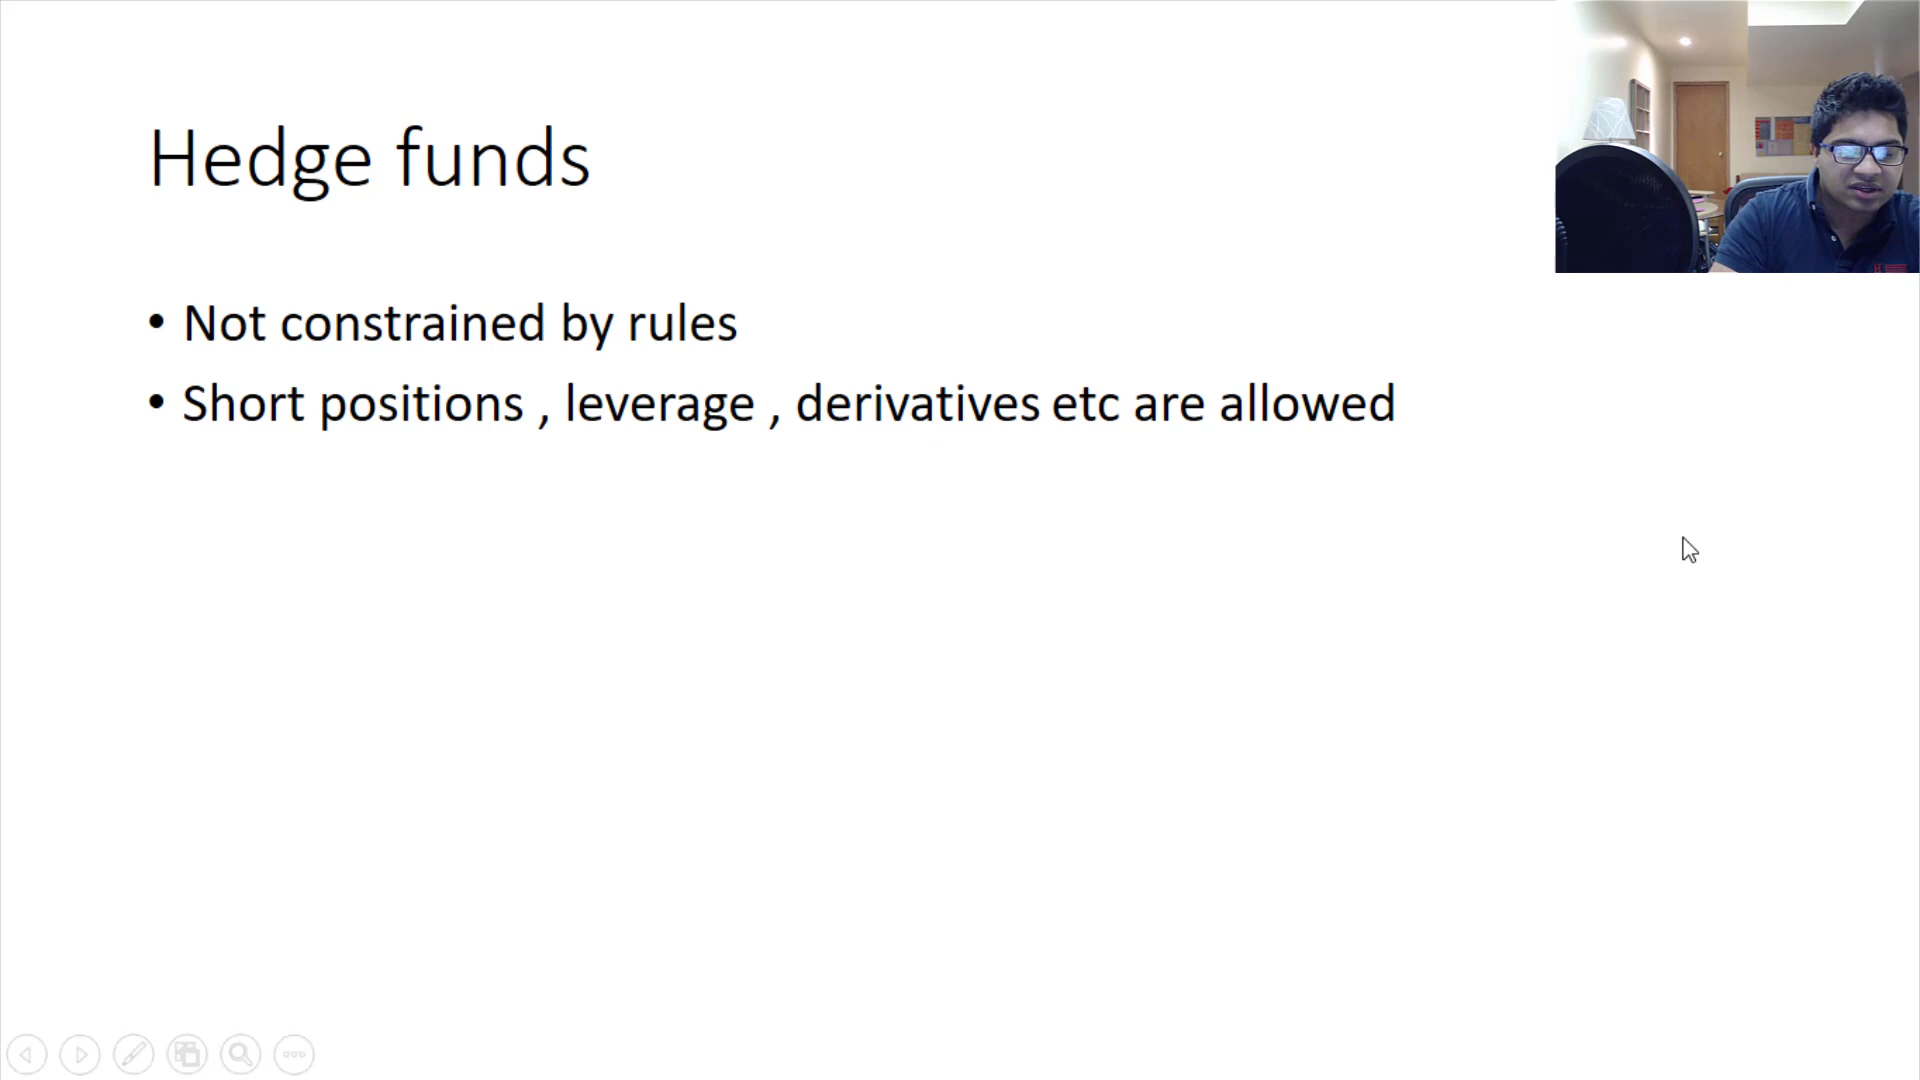 Hedge funds
• Not constrained by rules
• Short positions , leverage , derivatives etc are allowed